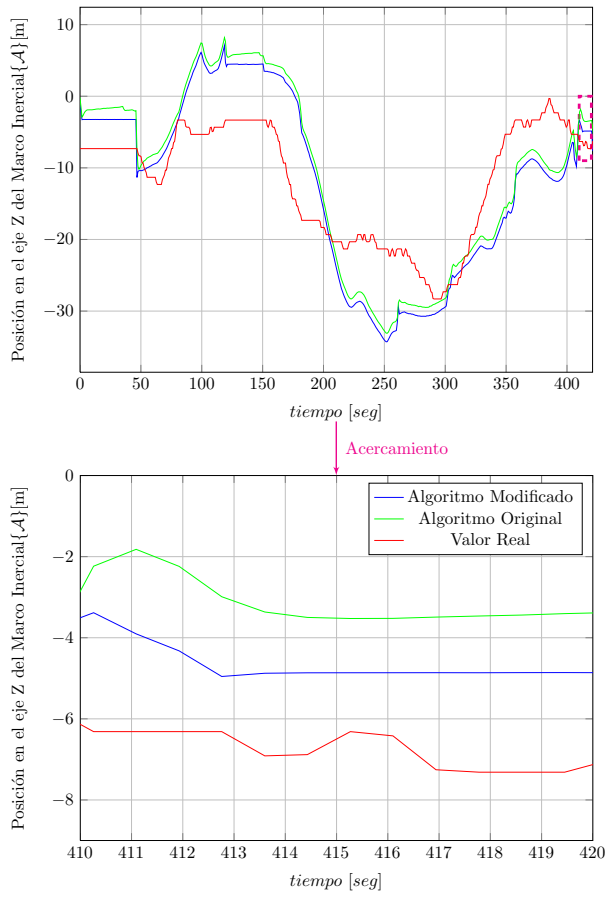 Posición en el eje Z del Marco Inercial{𝒜}[m]
10
0
−10
−20
−30
0 50 100 150 200 250 300 350 400
tiempo [seg]
Acercamiento
Posición en el eje Z del Marco Inercial{𝒜}[m]
0
−2
−4
−6
−8
Algoritmo Modificado
Algoritmo Original
Valor Real
410 411 412 413 414 415 416 417 418 419 420
tiempo [seg]